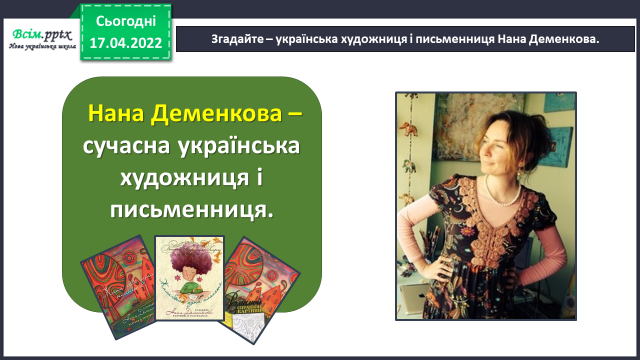 Всім.pptx
Нова українська школа
Сьогодні
17.04.2022
Згадайте – українська художниця і письменниця Нана Деменкова.
Нана Деменкова –
сучасна українська
художниця і
письменниця.